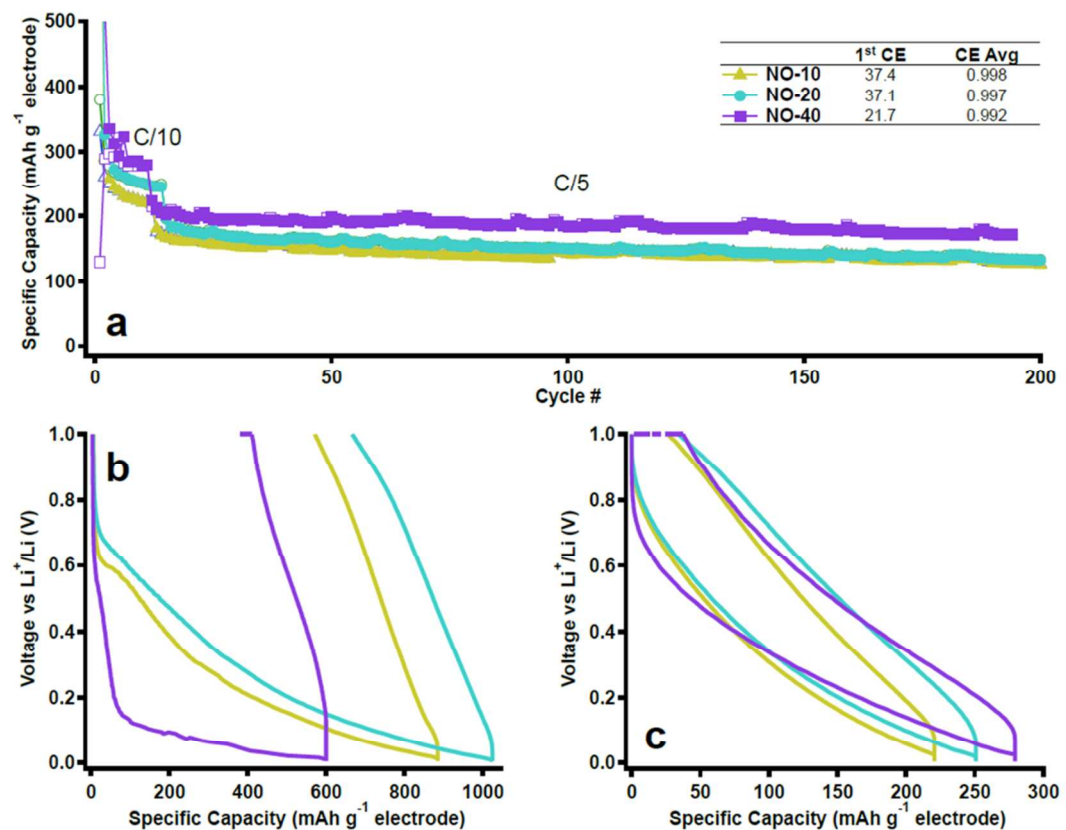 Specific Capacity (mAh g⁻¹ electrode)
500
400
300
200
100
0
C/10
C/5
1st CE CE Avg
NO-10 37.4 0.998
NO-20 37.1 0.997
NO-40 21.7 0.992
a
0 50 100 150 200
Cycle #
Voltage vs Li⁺/Li (V)
1.0
0.8
0.6
0.4
0.2
0.0
b
0 200 400 600 800 1000
Specific Capacity (mAh g⁻¹ electrode)
Voltage vs Li⁺/Li (V)
1.0
0.8
0.6
0.4
0.2
0.0
c
0 50 100 150 200 250 300
Specific Capacity (mAh g⁻¹ electrode)